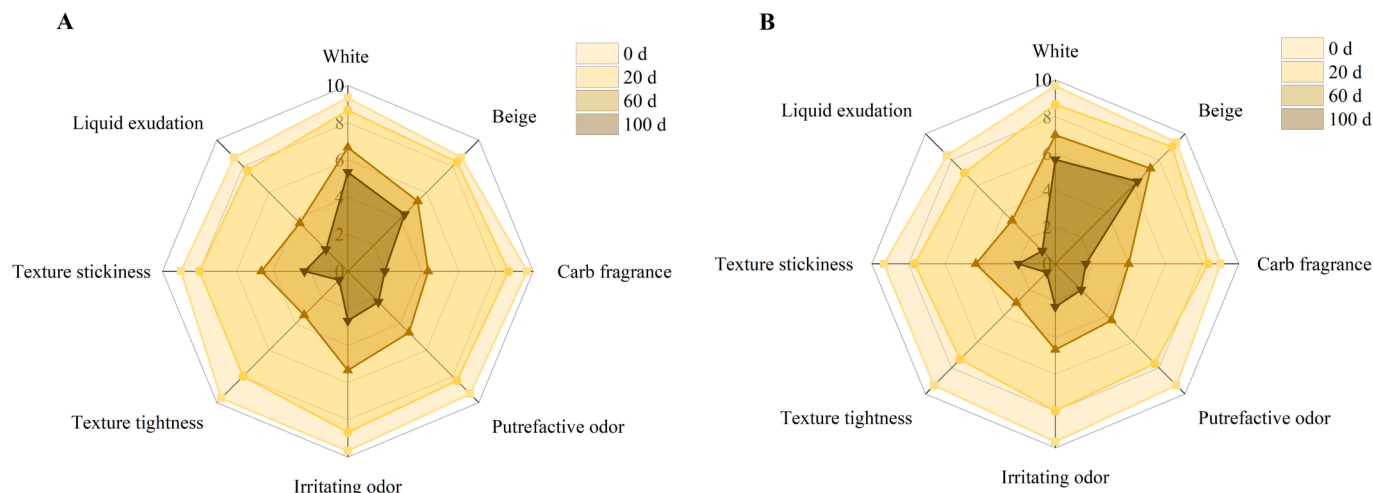 A
White
10
8
6
4
2
0
Beige
Carb fragrance
Putrefactive odor
Irritating odor
Texture tightness
Texture stickiness
Liquid exudation
0 d
20 d
60 d
100 d
B
White
10
8
6
4
2
0
Beige
Carb fragrance
Putrefactive odor
Irritating odor
Texture tightness
Texture stickiness
Liquid exudation
0 d
20 d
60 d
100 d